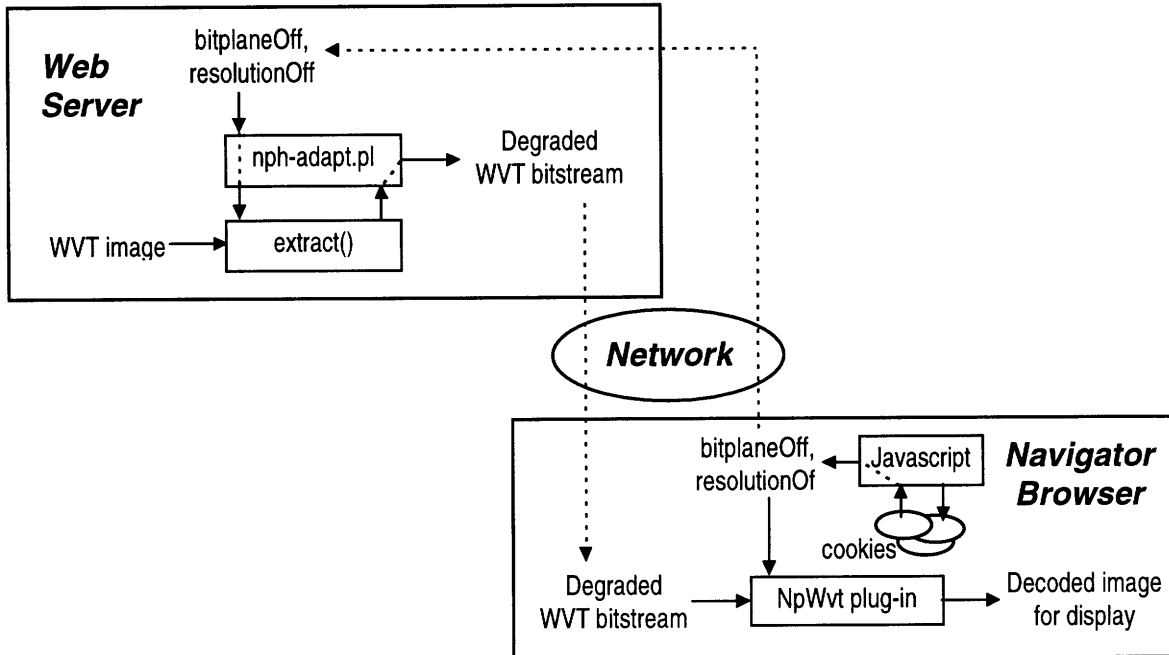 Web
Server
bitplaneOff,
resolutionOff
nph-adapt.pl
Degraded
WVT bitstream
WVT image
extract()
Network
bitplaneOff,
resolutionOf
Javascript
Navigator
Browser
cookies
Degraded
WVT bitstream
NpWvt plug-in
Decoded image
for display